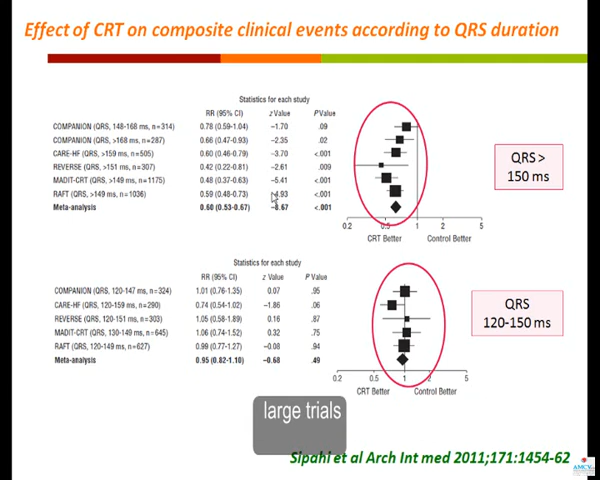 Effect of CRT on composite clinical events according to QRS duration
Statistics for each study
RR (95% CI) z Value P Value
COMPANION (QRS, 148-168 ms, n=314) 0.78 (0.59-1.04) −1.70 .09
COMPANION (QRS, >168 ms, n=287) 0.66 (0.47-0.93) −2.35 .02
CARE-HF (QRS, >159 ms, n=505) 0.60 (0.46-0.79) −3.70 <.001
REVERSE (QRS, >151 ms, n=307) 0.42 (0.22-0.81) −2.61 .009
MADIT-CRT (QRS, >149 ms, n=1175) 0.48 (0.37-0.63) −5.41 <.001
RAFT (QRS, >149 ms, n=1036) 0.59 (0.48-0.73) −4.93 <.001
Meta-analysis 0.60 (0.53-0.67) −8.67 <.001
0.2 0.5 1 2 5
CRT Better Control Better
QRS >
150 ms
Statistics for each study
RR (95% CI) z Value P Value
COMPANION (QRS, 120-147 ms, n=324) 1.01 (0.76-1.35) 0.07 .95
CARE-HF (QRS, 120-159 ms, n=290) 0.74 (0.54-1.02) −1.86 .06
REVERSE (QRS, 120-151 ms, n=303) 1.05 (0.58-1.89) 0.16 .87
MADIT-CRT (QRS, 130-149 ms, n=645) 1.06 (0.74-1.52) 0.32 .75
RAFT (QRS, 120-149 ms, n=627) 0.99 (0.77-1.27) −0.08 .94
Meta-analysis 0.95 (0.82-1.10) −0.68 .49
0.2 0.5 1 2 5
CRT Better Control Better
QRS
120-150 ms
large trials
Sipahi et al Arch Int med 2011;171:1454-62
AMCV